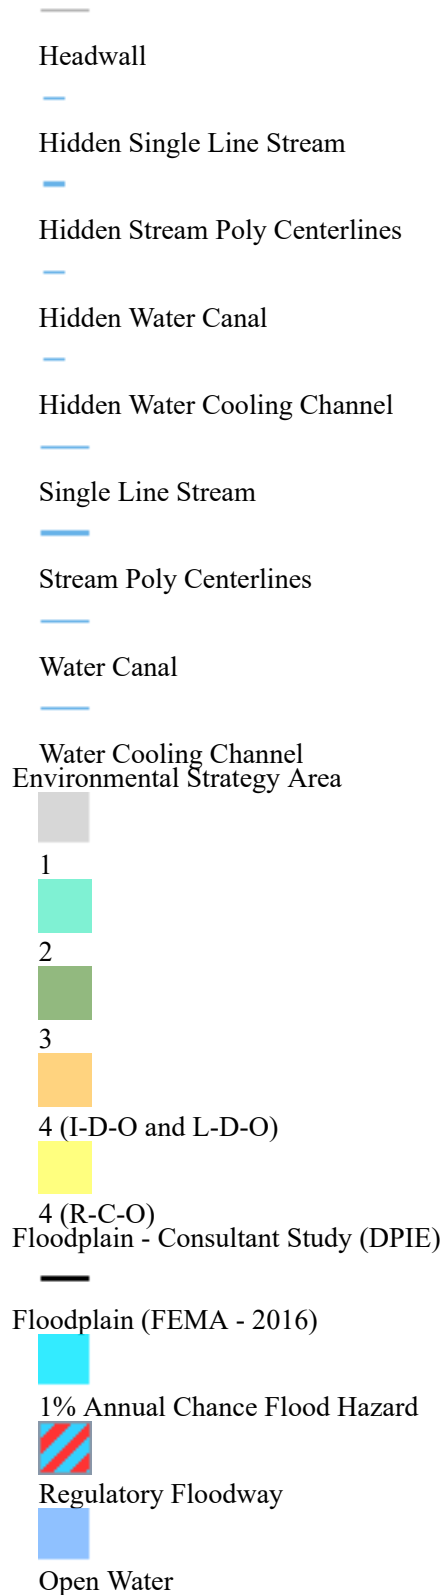 Headwall
Hidden Single Line Stream
Hidden Stream Poly Centerlines
Hidden Water Canal
Hidden Water Cooling Channel
Single Line Stream
Stream Poly Centerlines
Water Canal
Water Cooling Channel
Environmental Strategy Area
1
2
3
4 (I-D-O and L-D-O)
4 (R-C-O)
Floodplain - Consultant Study (DPIE)
Floodplain (FEMA - 2016)
1% Annual Chance Flood Hazard
Regulatory Floodway
Open Water